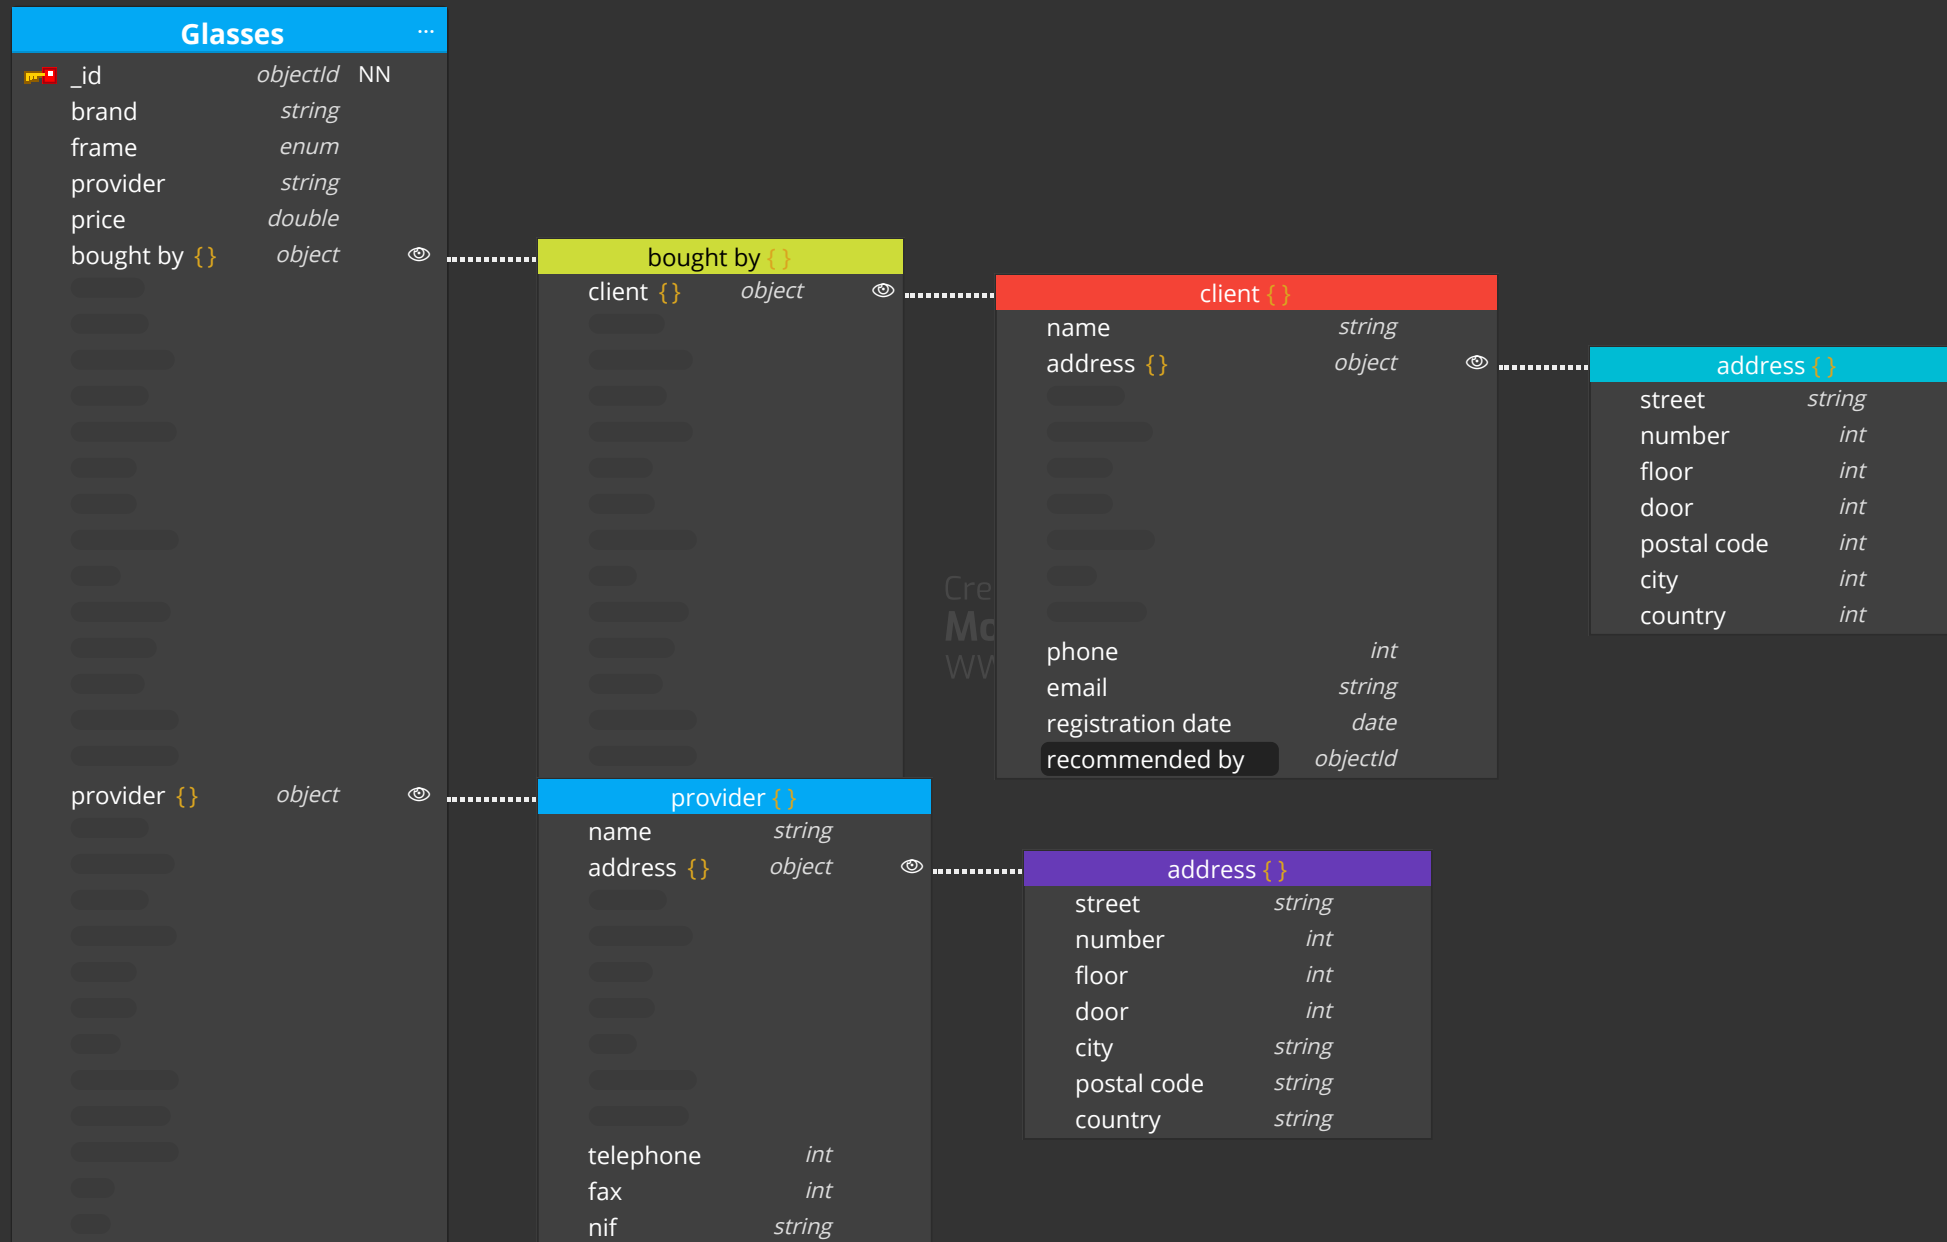 Glasses ...
_id objectId NN
brand string
frame enum
provider string
price double
bought by {} object
bought by {}
client {} object
client {}
name string
address {} object
address {}
street string
number int
floor int
door int
postal code int
city int
country int
phone int
email string
registration date date
recommended by objectId
provider {} object
provider {}
name string
address {} object
address {}
street string
number int
floor int
door int
city string
postal code string
country string
telephone int
fax int
nif string